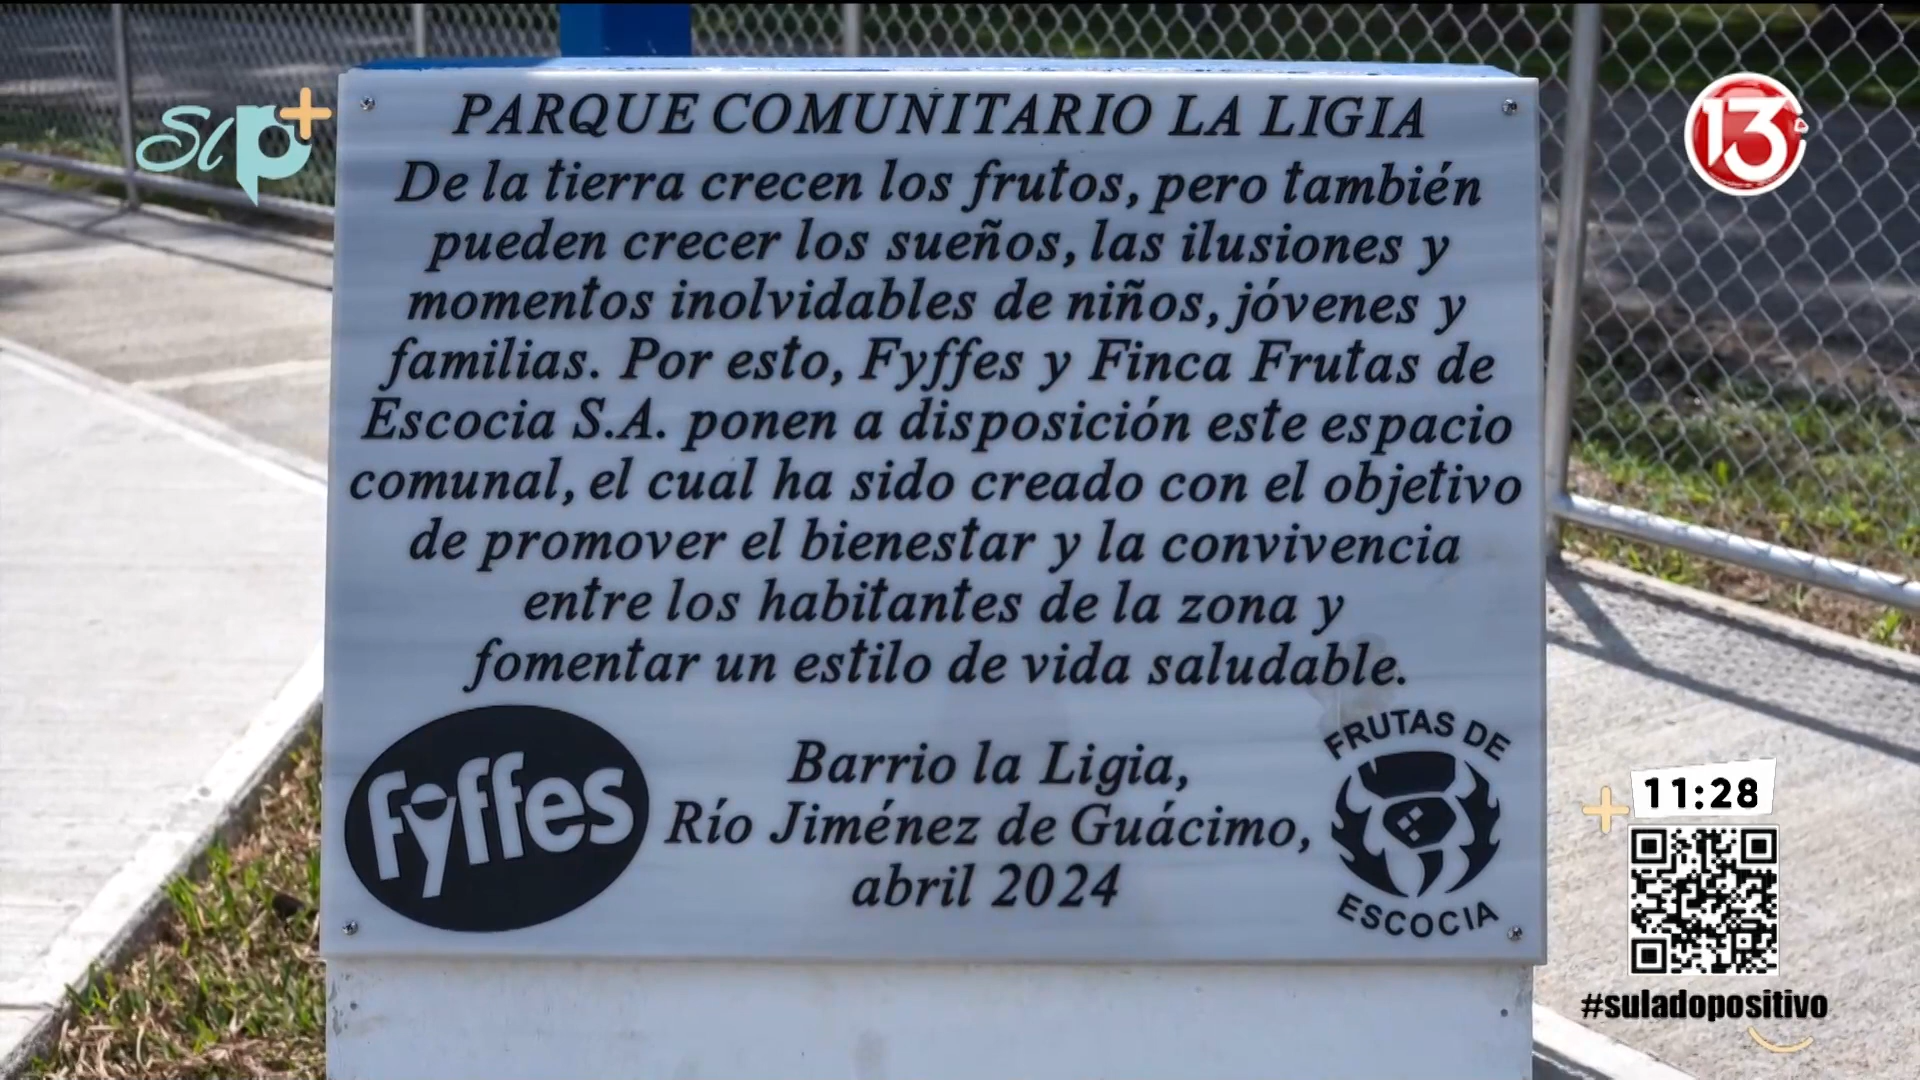 SLP+
13
PARQUE COMUNITARIO LA LIGIA
De la tierra crecen los frutos, pero también
pueden crecer los sueños, las ilusiones y
momentos inolvidables de niños, jóvenes y
familias. Por esto, Fyffes y Finca Frutas de
Escocia S.A. ponen a disposición este espacio
comunal, el cual ha sido creado con el objetivo
de promover el bienestar y la convivencia
entre los habitantes de la zona y
fomentar un estilo de vida saludable.
fyffes
Barrio la Ligia,
Río Jiménez de Guácimo,
abril 2024
FRUTAS DE
ESCOCIA
11:28
#suladopositivo